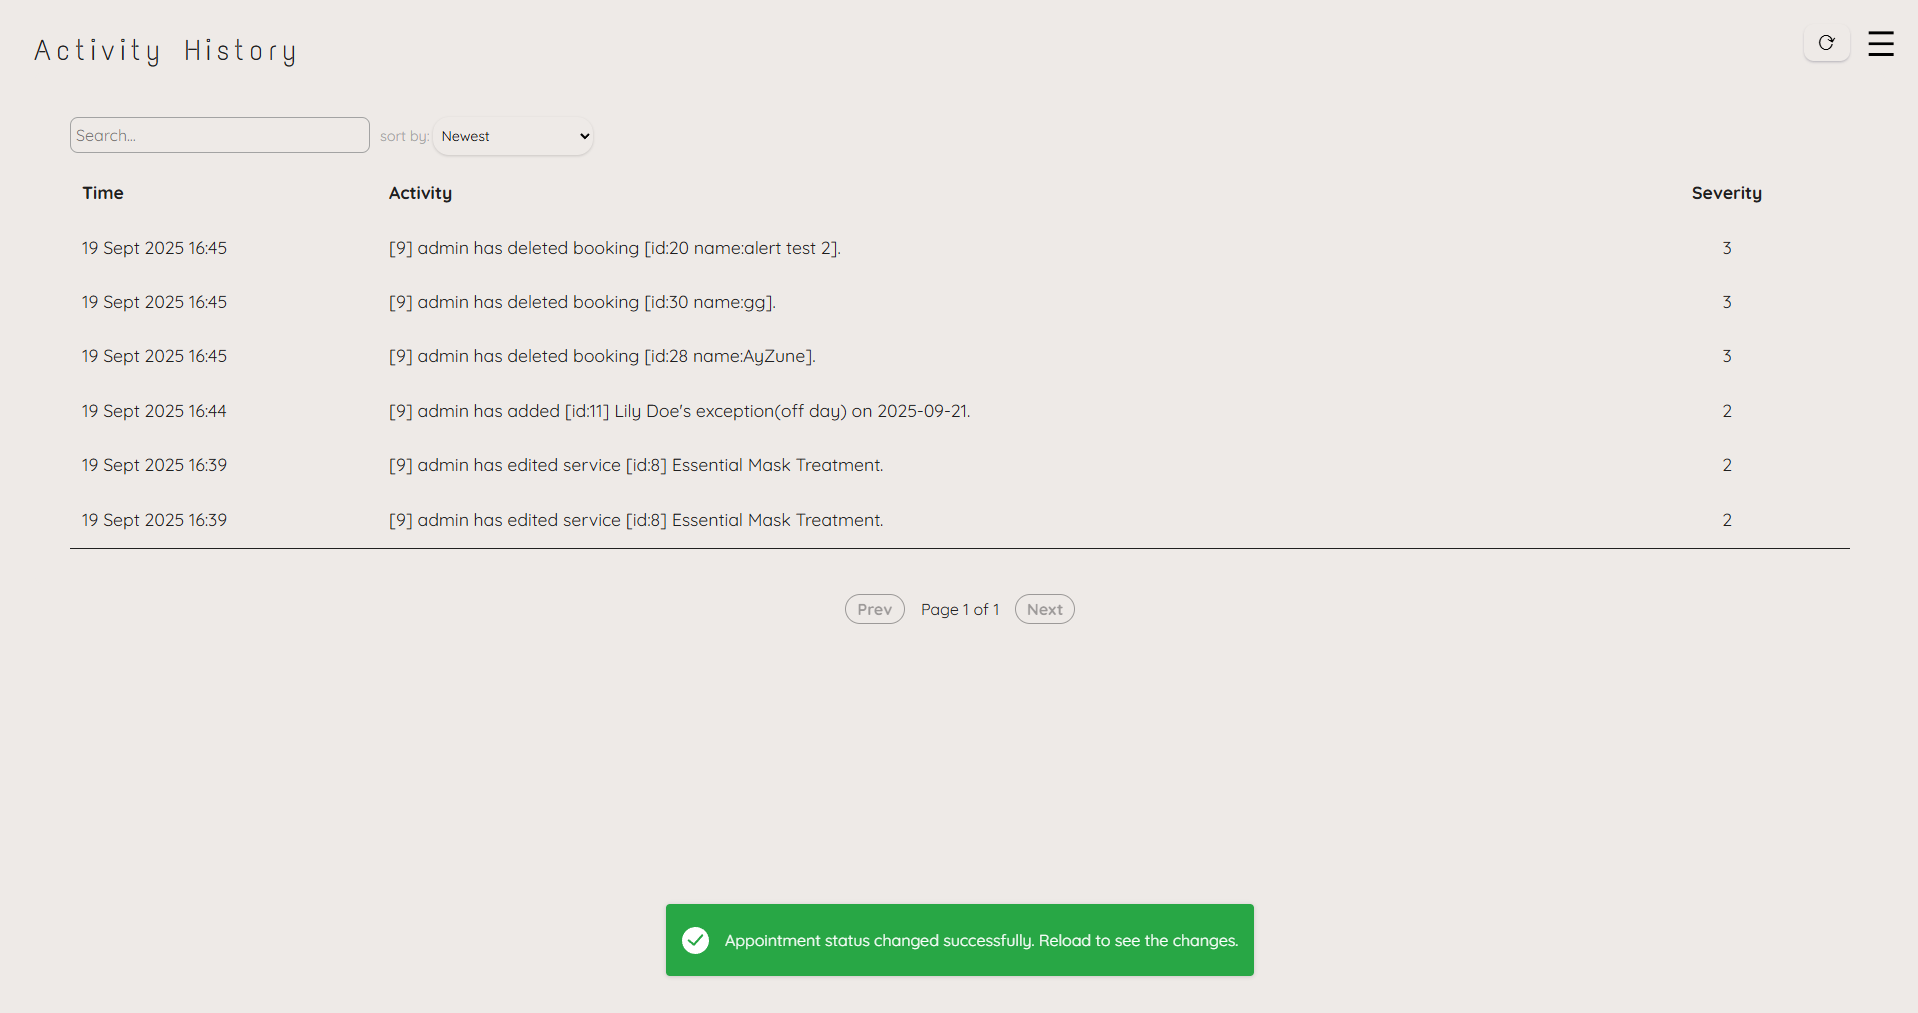 Activity History
Search...
sort by: Newest
Time Activity Severity
19 Sept 2025 16:45 [9] admin has deleted booking [id:20 name:alert test 2]. 3
19 Sept 2025 16:45 [9] admin has deleted booking [id:30 name:gg]. 3
19 Sept 2025 16:45 [9] admin has deleted booking [id:28 name:AyZune]. 3
19 Sept 2025 16:44 [9] admin has added [id:11] Lily Doe's exception(off day) on 2025-09-21. 2
19 Sept 2025 16:39 [9] admin has edited service [id:8] Essential Mask Treatment. 2
19 Sept 2025 16:39 [9] admin has edited service [id:8] Essential Mask Treatment. 2
Prev Page 1 of 1 Next
Appointment status changed successfully. Reload to see the changes.